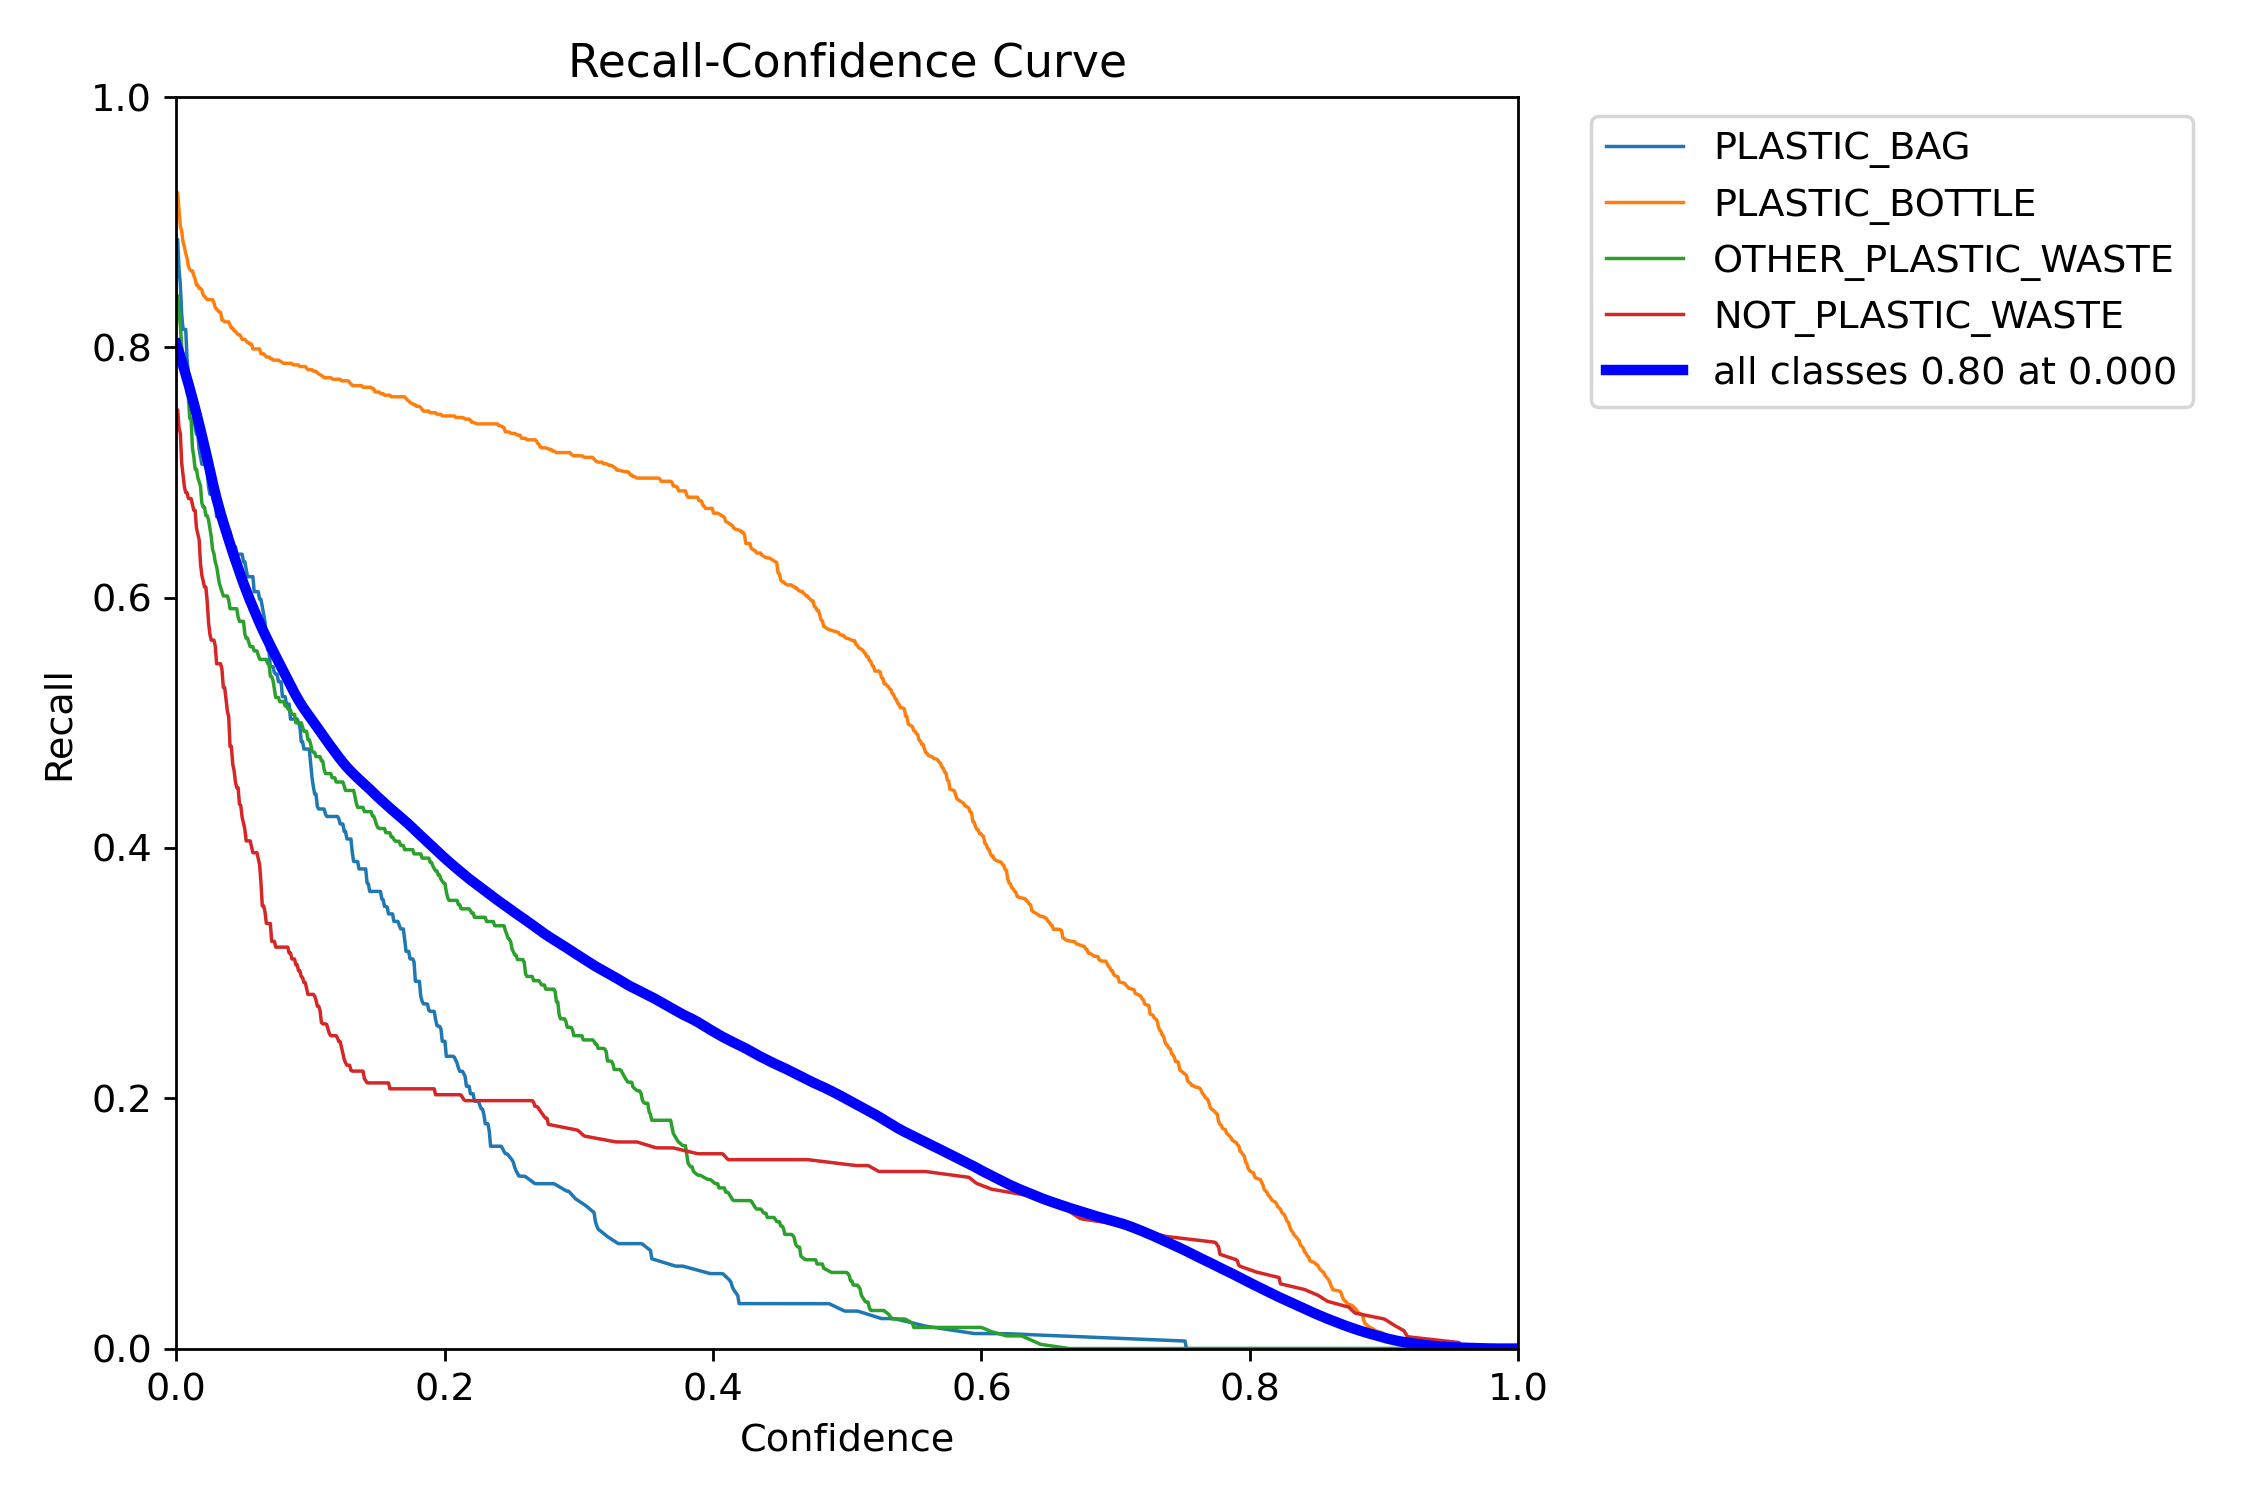 Recall-Confidence Curve
1.0
0.8
0.6
0.4
0.2
0.0
Recall
0.0 0.2 0.4 0.6 0.8 1.0
Confidence
PLASTIC_BAG
PLASTIC_BOTTLE
OTHER_PLASTIC_WASTE
NOT_PLASTIC_WASTE
all classes 0.80 at 0.000